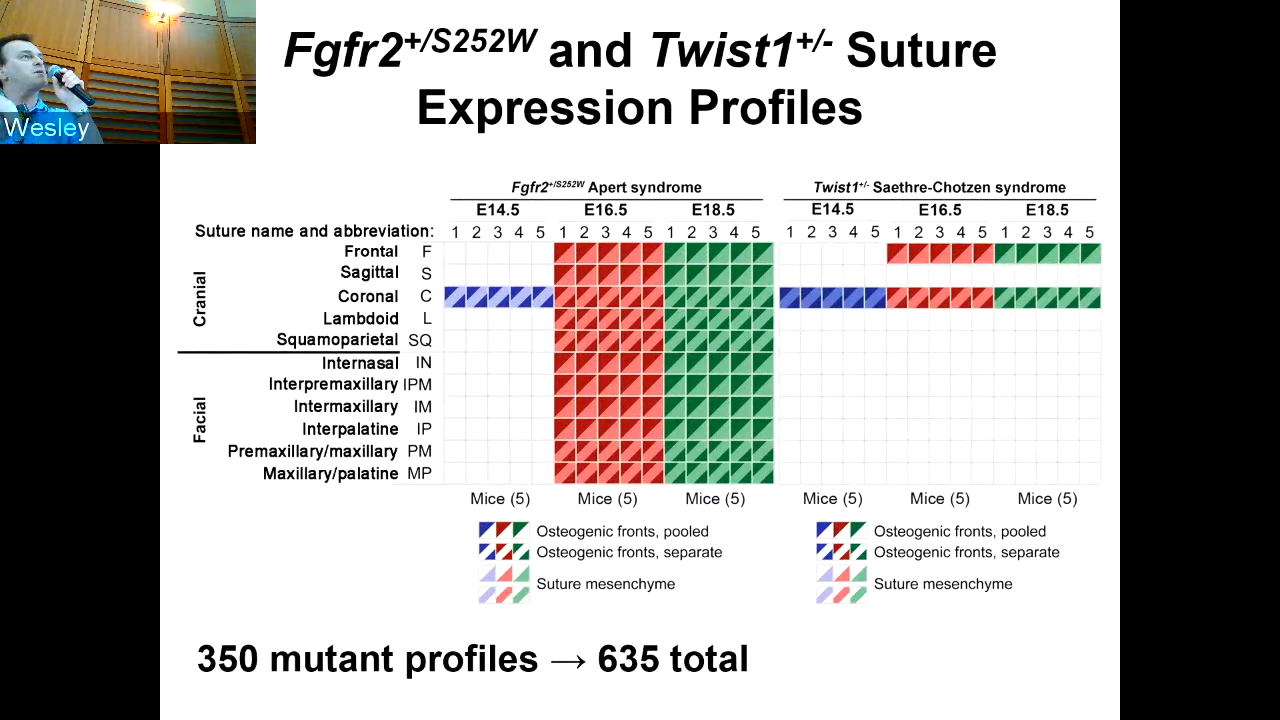 Wesley
Fgfr2+/S252W and Twist1+/- Suture
Expression Profiles
Fgfr2+/S252W Apert syndrome Twist1+/- Saethre-Chotzen syndrome
E14.5 E16.5 E18.5 E14.5 E16.5 E18.5
Suture name and abbreviation: 1 2 3 4 5 1 2 3 4 5 1 2 3 4 5 1 2 3 4 5 1 2 3 4 5 1 2 3 4 5
Cranial
Frontal F
Sagittal S
Coronal C
Lambdoid L
Squamoparietal SQ
Facial
Internasal IN
Interpremaxillary IPM
Intermaxillary IM
Interpalatine IP
Premaxillary/maxillary PM
Maxillary/palatine MP
Mice (5) Mice (5) Mice (5) Mice (5) Mice (5) Mice (5)
Osteogenic fronts, pooled Osteogenic fronts, pooled
Osteogenic fronts, separate Osteogenic fronts, separate
Suture mesenchyme Suture mesenchyme
350 mutant profiles → 635 total